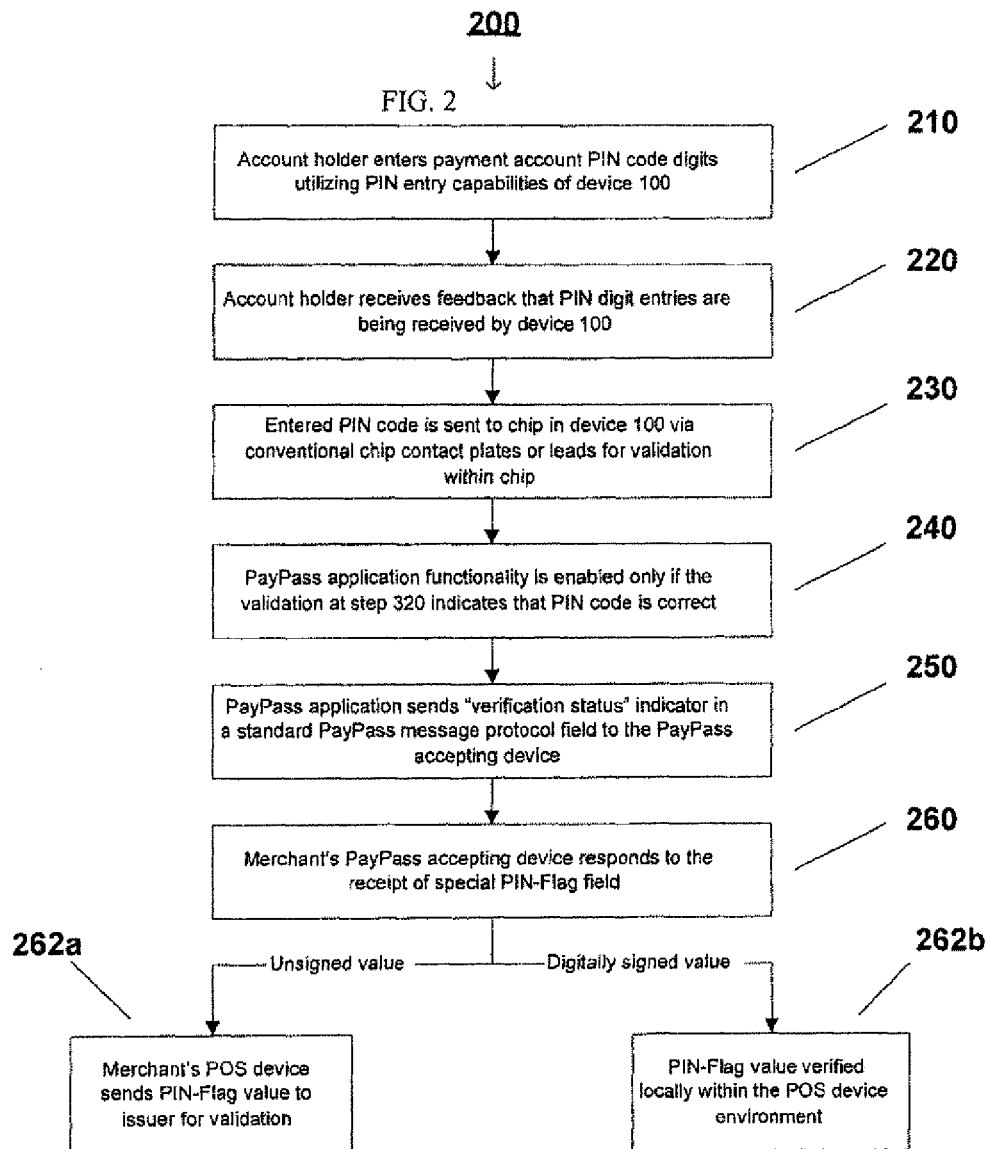 200
FIG. 2
210
Account holder enters payment account PIN code digits
utilizing PIN entry capabilities of device 100
220
Account holder receives feedback that PIN digit entries are
being received by device 100
230
Entered PIN code is sent to chip in device 100 via
conventional chip contact plates or leads for validation
within chip
240
PayPass application functionality is enabled only if the
validation at step 320 indicates that PIN code is correct
250
PayPass application sends "verification status" indicator in
a standard PayPass message protocol field to the PayPass
accepting device
260
Merchant's PayPass accepting device responds to the
receipt of special PIN-Flag field
262a
262b
Unsigned value
Digitally signed value
Merchant's POS device
sends PIN-Flag value to
issuer for validation
PIN-Flag value verified
locally within the POS device
environment